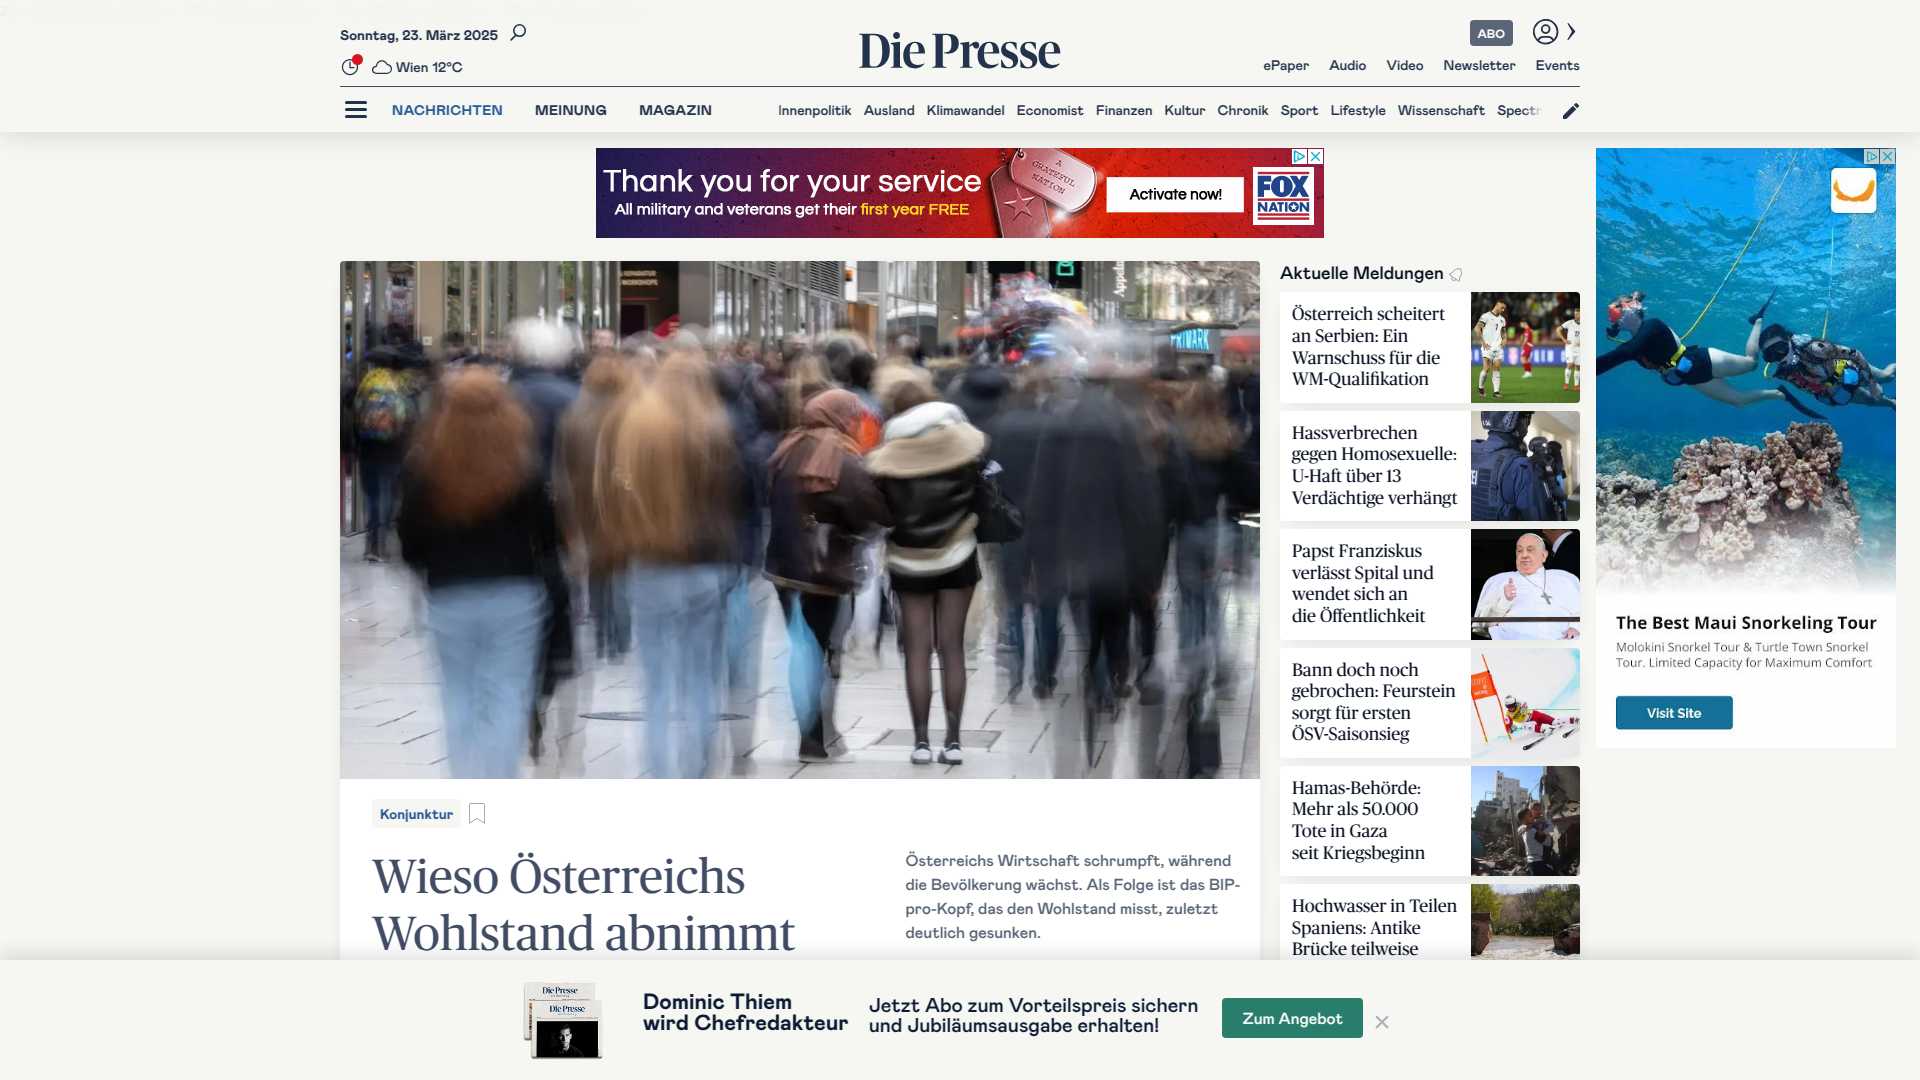 Sonntag, 23. März 2025
Wien 12°C
Die Presse
ABO
ePaper Audio Video Newsletter Events
NACHRICHTEN MEINUNG MAGAZIN
Innenpolitik Ausland Klimawandel Economist Finanzen Kultur Chronik Sport Lifestyle Wissenschaft Spectr
Thank you for your service
All military and veterans get their first year FREE
A
GRATEFUL
NATION
Activate now!
FOX
NATION
PRIMARK
Konjunktur
Wieso Österreichs
Wohlstand abnimmt
Österreichs Wirtschaft schrumpft, während
die Bevölkerung wächst. Als Folge ist das BIP-
pro-Kopf, das den Wohlstand misst, zuletzt
deutlich gesunken.
Aktuelle Meldungen
Österreich scheitert
an Serbien: Ein
Warnschuss für die
WM-Qualifikation
Hassverbrechen
gegen Homosexuelle:
U-Haft über 13
Verdächtige verhängt
Papst Franziskus
verlässt Spital und
wendet sich an
die Öffentlichkeit
Bann doch noch
gebrochen: Feurstein
sorgt für ersten
ÖSV-Saisonsieg
Hamas-Behörde:
Mehr als 50.000
Tote in Gaza
seit Kriegsbeginn
Hochwasser in Teilen
Spaniens: Antike
Brücke teilweise
The Best Maui Snorkeling Tour
Molokini Snorkel Tour & Turtle Town Snorkel
Tour. Limited Capacity for Maximum Comfort
Visit Site
Die Presse
Die Presse
Dominic Thiem
wird Chefredakteur
Jetzt Abo zum Vorteilspreis sichern
und Jubiläumsausgabe erhalten!
Zum Angebot